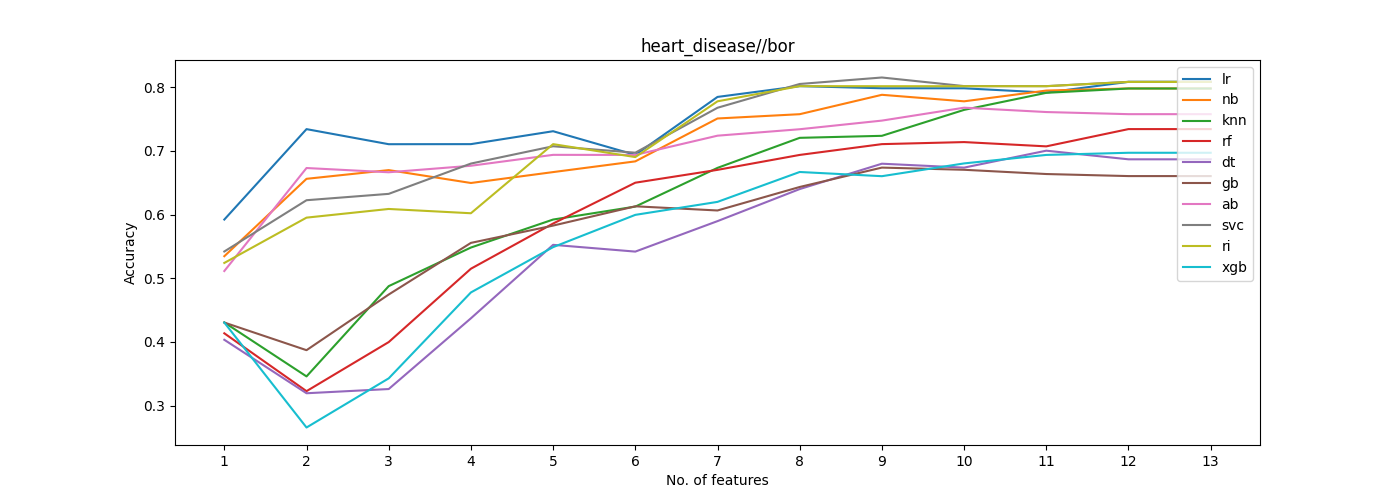 heart_disease//bor
Accuracy
0.8
0.7
0.6
0.5
0.4
0.3
1 2 3 4 5 6 7 8 9 10 11 12 13
No. of features
lr
nb
knn
rf
dt
gb
ab
svc
ri
xgb